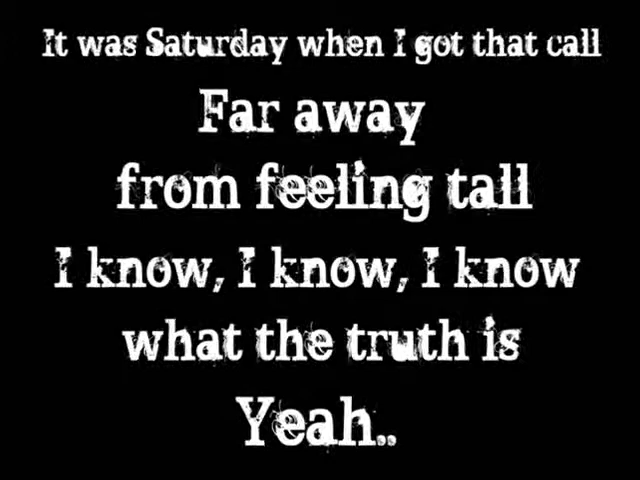 It was Saturday when I got that call
Far away
from feeling tall
I know, I know, I know
what the truth is
Yeah..